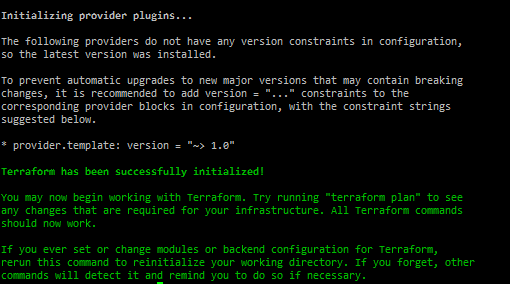 Initializing provider plugins...
The following providers do not have any version constraints in configuration,
so the latest version was installed.
To prevent automatic upgrades to new major versions that may contain breaking
changes, it is recommended to add version = "..." constraints to the
corresponding provider blocks in configuration, with the constraint strings
suggested below.
* provider.template: version = "~> 1.0"
Terraform has been successfully initialized!
You may now begin working with Terraform. Try running "terraform plan" to see
any changes that are required for your infrastructure. All Terraform commands
should now work.
If you ever set or change modules or backend configuration for Terraform,
rerun this command to reinitialize your working directory. If you forget, other
commands will detect it and remind you to do so if necessary.